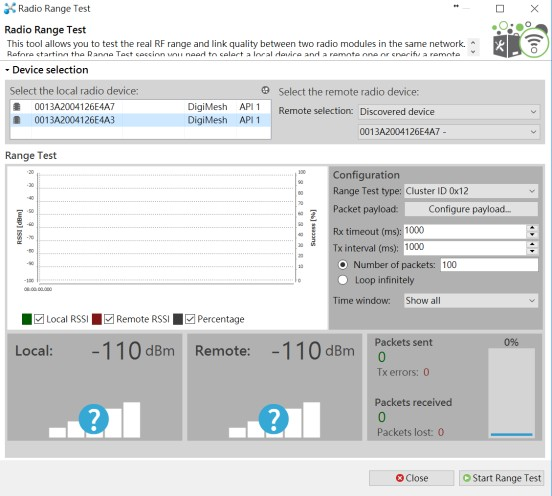 Radio Range Test
Radio Range Test
This tool allows you to test the real RF range and link quality between two radio modules in the same network.
Before starting the Range Test session you need to select a local device and a remote one or specify a remote
Device selection
Select the local radio device:
0013A2004126E4A7 DigiMesh API 1
0013A2004126E4A3 DigiMesh API 1
Select the remote radio device:
Remote selection: Discovered device
0013A2004126E4A7 -
Range Test
RSSI [dBm]
-20
-30
-40
-50
-60
-70
-80
-90
-100
Success [%]
100
90
80
70
60
50
40
30
20
10
0
00:00:00.000
Local RSSI Remote RSSI Percentage
Configuration
Range Test type: Cluster ID 0x12
Packet payload: Configure payload...
Rx timeout (ms): 1000
Tx interval (ms): 1000
Number of packets: 100
Loop infinitely
Time window: Show all
Local: -110 dBm
?
Remote: -110 dBm
?
Packets sent
0
Tx errors: 0
Packets received
0
Packets lost: 0
0%
Close
Start Range Test